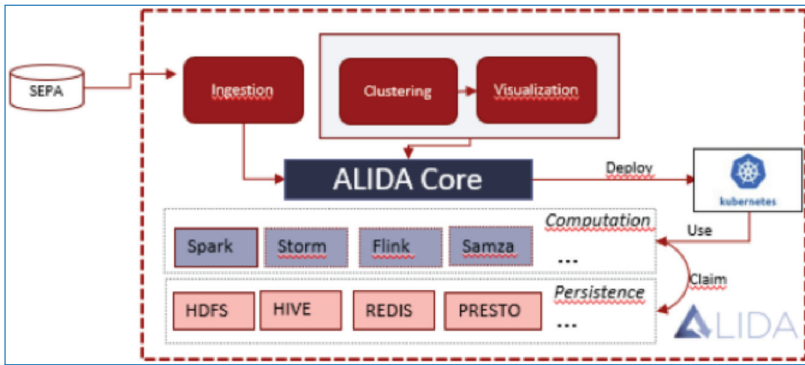 SEPA
Ingestion
Clustering
Visualization
ALIDA Core
Deploy
kubernetes
Computation
Use
Spark
Storm
Flink
Samza
...
Claim
Persistence
HDFS
HIVE
REDIS
PRESTO
...
ALIDA